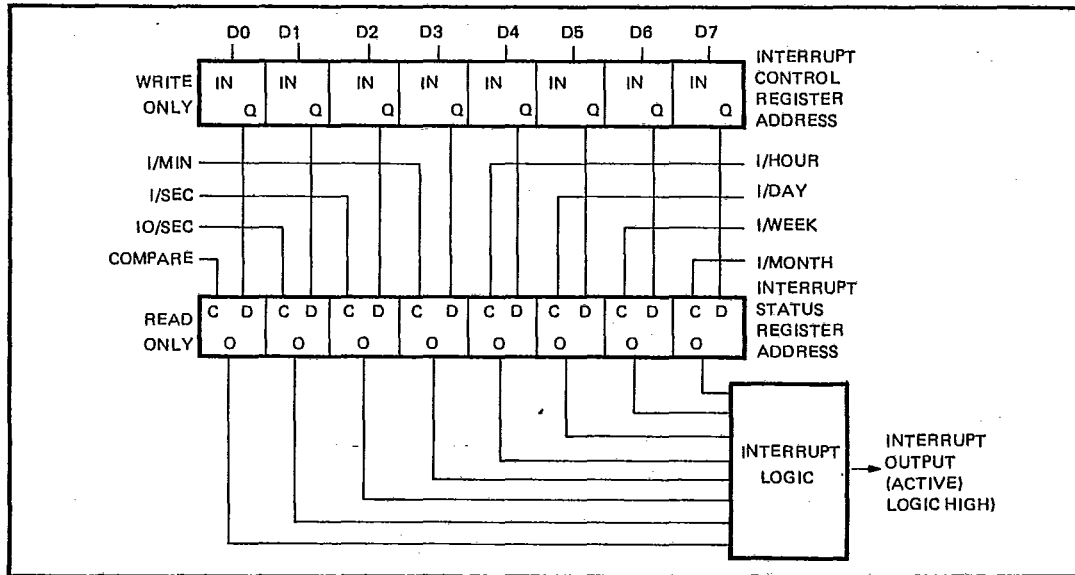 D0 D1 D2 D3 D4 D5 D6 D7
WRITE ONLY
IN IN IN IN IN IN IN IN
Q Q Q Q Q Q Q Q
INTERRUPT
CONTROL
REGISTER
ADDRESS
I/MIN
I/SEC
IO/SEC
COMPARE
I/HOUR
I/DAY
I/WEEK
I/MONTH
READ ONLY
C D C D C D C D C D C D C D C D
O O O O O O O O
INTERRUPT
STATUS
REGISTER
ADDRESS
INTERRUPT
LOGIC
INTERRUPT
OUTPUT
(ACTIVE)
LOGIC HIGH)